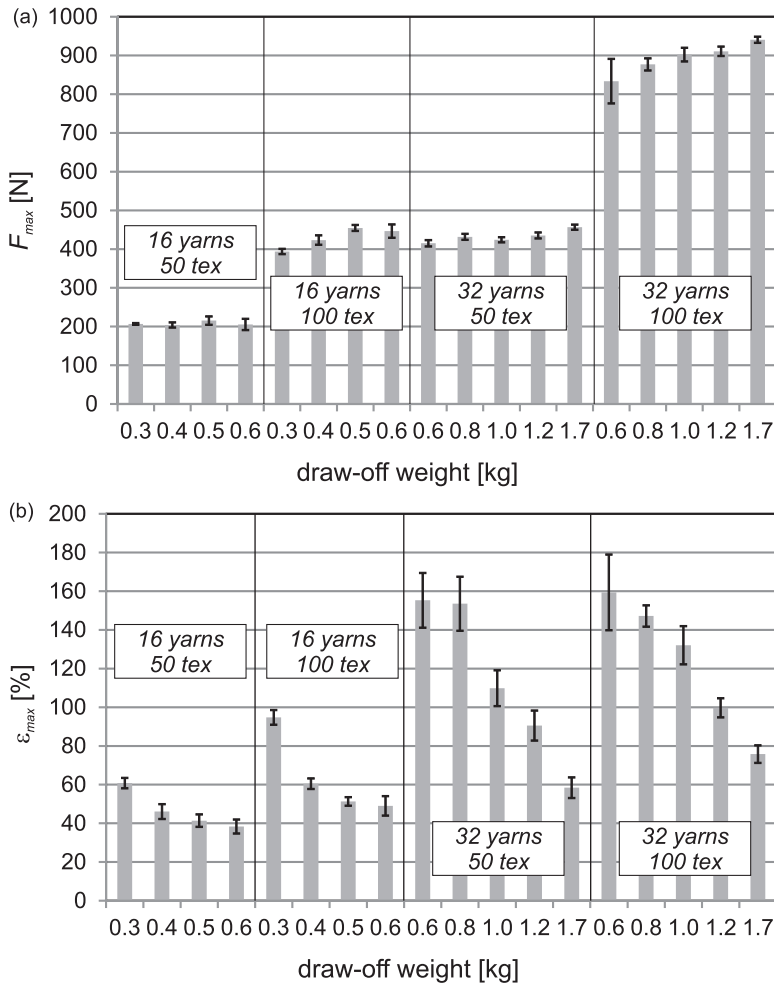 (a)
1000
900
800
700
600
500
400
300
200
100
0
F max [N]
16 yarns
50 tex
16 yarns
100 tex
32 yarns
50 tex
32 yarns
100 tex
0.3 0.4 0.5 0.6 0.3 0.4 0.5 0.6 0.6 0.8 1.0 1.2 1.7 0.6 0.8 1.0 1.2 1.7
draw-off weight [kg]
(b)
200
180
160
140
120
100
80
60
40
20
0
ε max [%]
16 yarns
50 tex
16 yarns
100 tex
32 yarns
50 tex
32 yarns
100 tex
0.3 0.4 0.5 0.6 0.3 0.4 0.5 0.6 0.6 0.8 1.0 1.2 1.7 0.6 0.8 1.0 1.2 1.7
draw-off weight [kg]